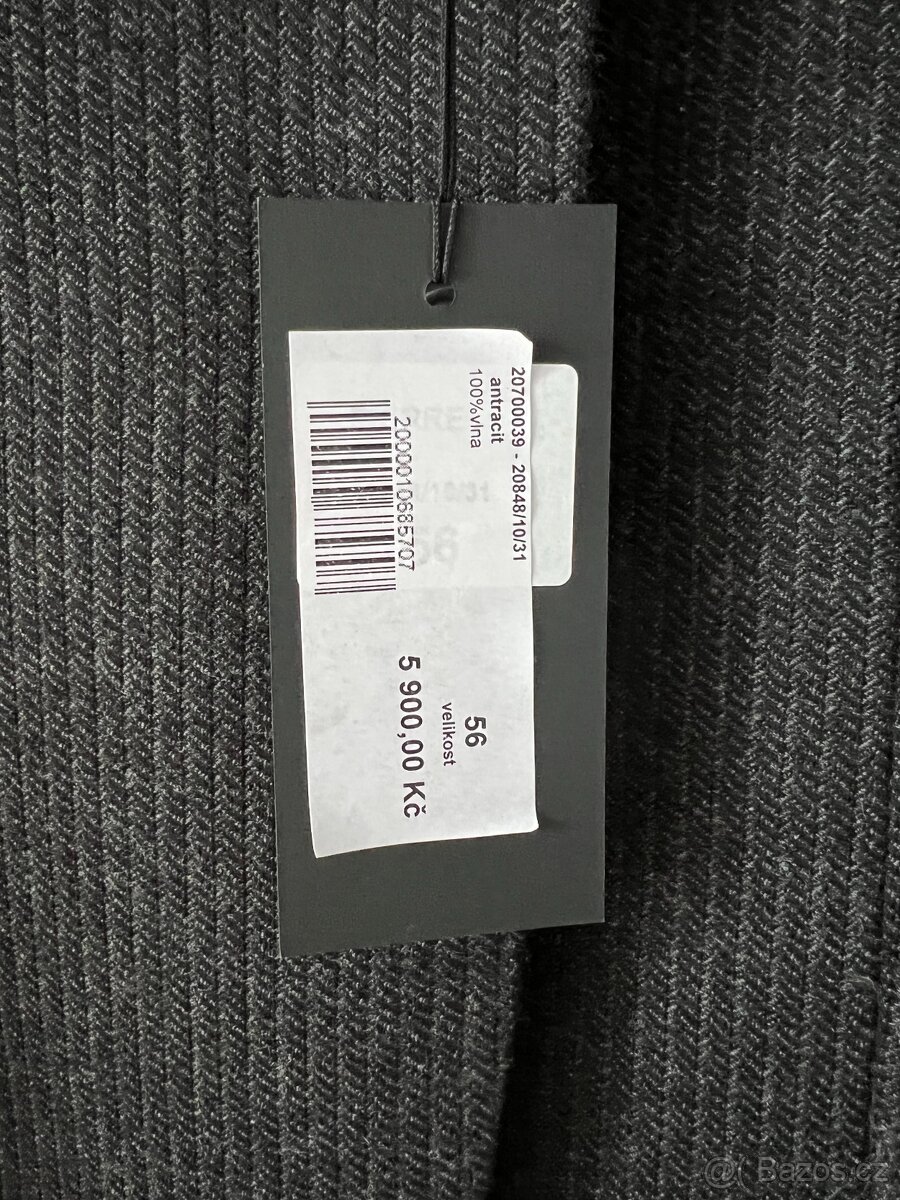 20700039 - 20848/10/31
antracit
100%vlna
2000010685707
56
velikost
5 900,00 Kč
@ Bazos.cz